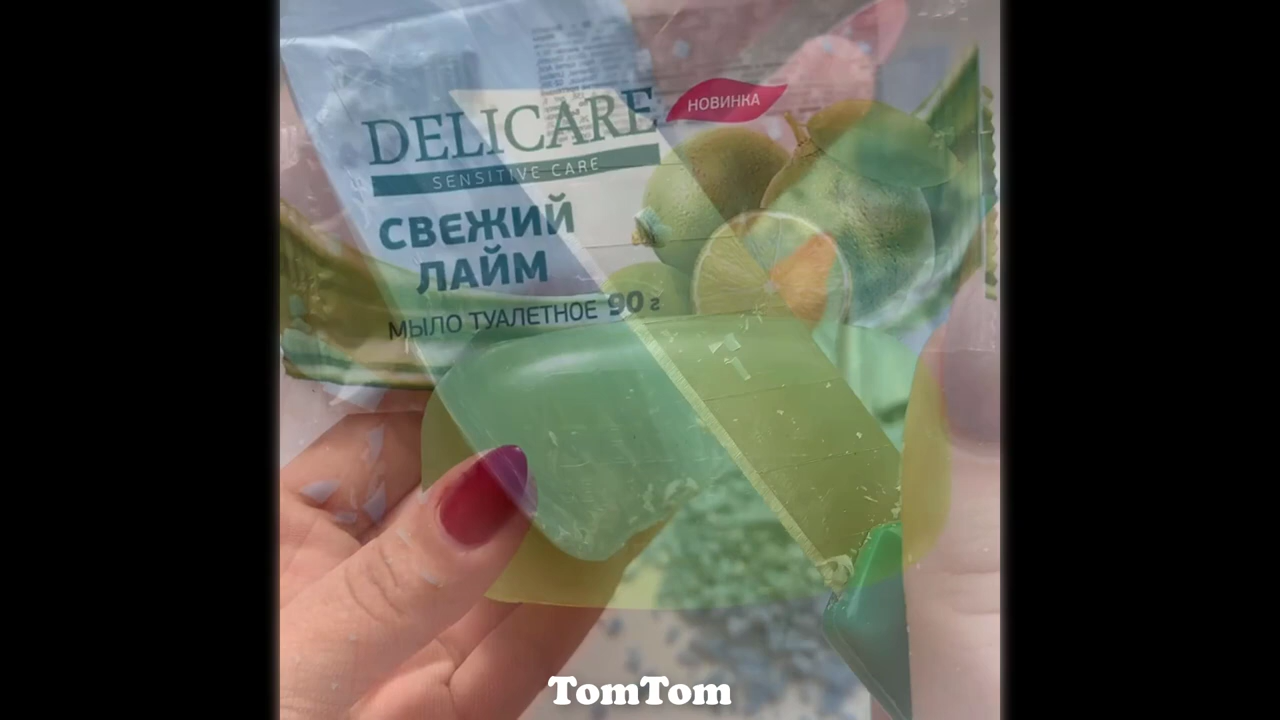 DELICARE
НОВИНКА
SENSITIVE CARE
СВЕЖИЙ
ЛАЙМ
МЫЛО ТУАЛЕТНОЕ 90 г
TomTom